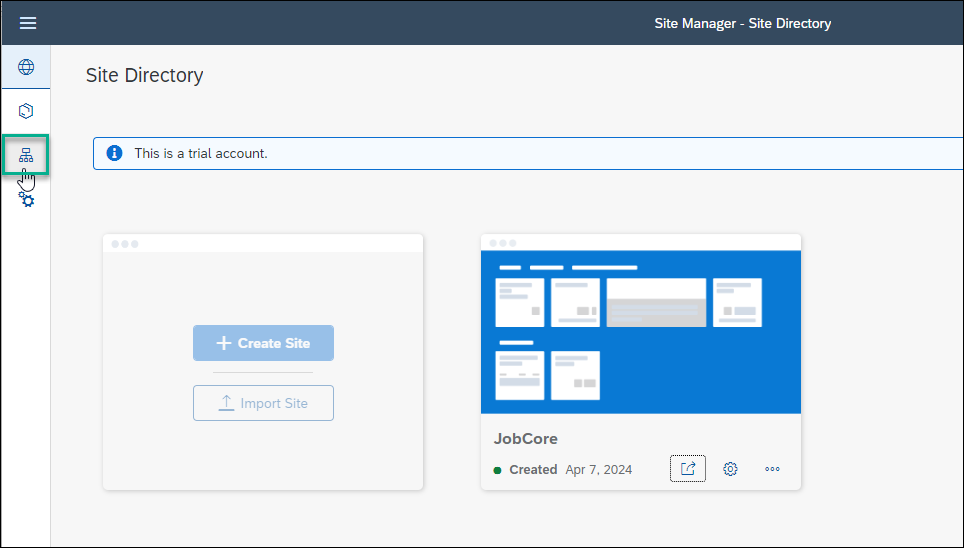 Site Manager - Site Directory
Site Directory
This is a trial account.
Create Site
Import Site
JobCore
Created Apr 7, 2024